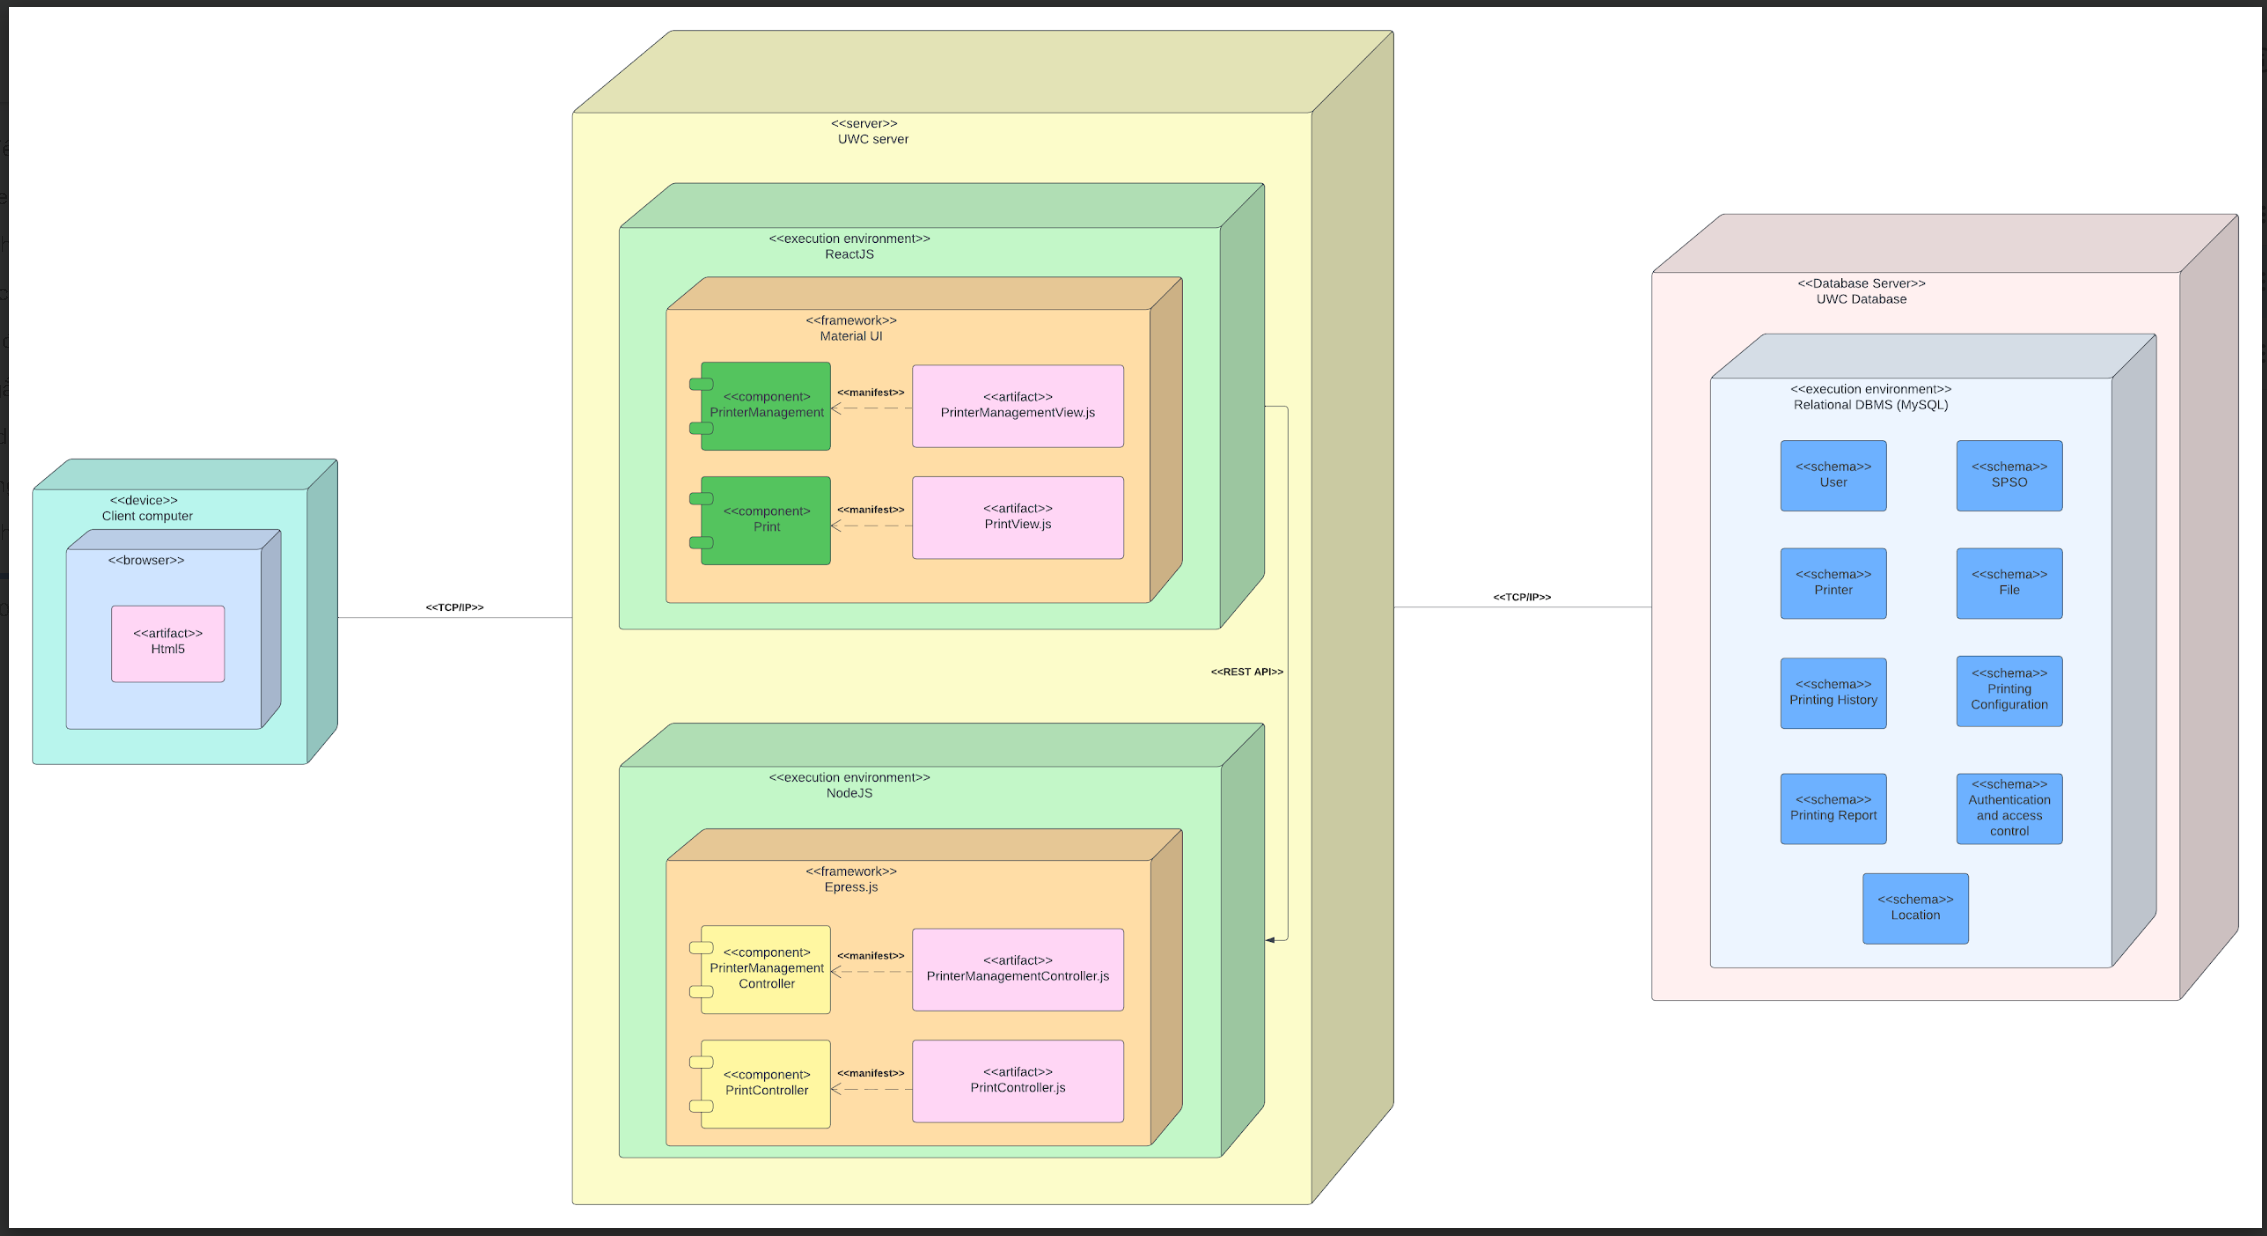 <<device>>
Client computer
<<browser>>
<<artifact>>
Html5
<<TCP/IP>>
<<server>>
UWC server
<<execution environment>>
ReactJS
<<framework>>
Material UI
<<component>
PrinterManagement
<<manifest>>
<<artifact>>
PrinterManagementView.js
<<component>
Print
<<manifest>>
<<artifact>>
PrintView.js
<<REST API>>
<<execution environment>>
NodeJS
<<framework>>
Epress.js
<<component>
PrinterManagement
Controller
<<manifest>>
<<artifact>>
PrinterManagementController.js
<<component>
PrintController
<<manifest>>
<<artifact>>
PrintController.js
<<TCP/IP>>
<<Database Server>>
UWC Database
<<execution environment>>
Relational DBMS (MySQL)
<<schema>>
User
<<schema>>
SPSO
<<schema>>
Printer
<<schema>>
File
<<schema>>
Printing History
<<schema>>
Printing
Configuration
<<schema>>
Printing Report
<<schema>>
Authentication
and access
control
<<schema>>
Location